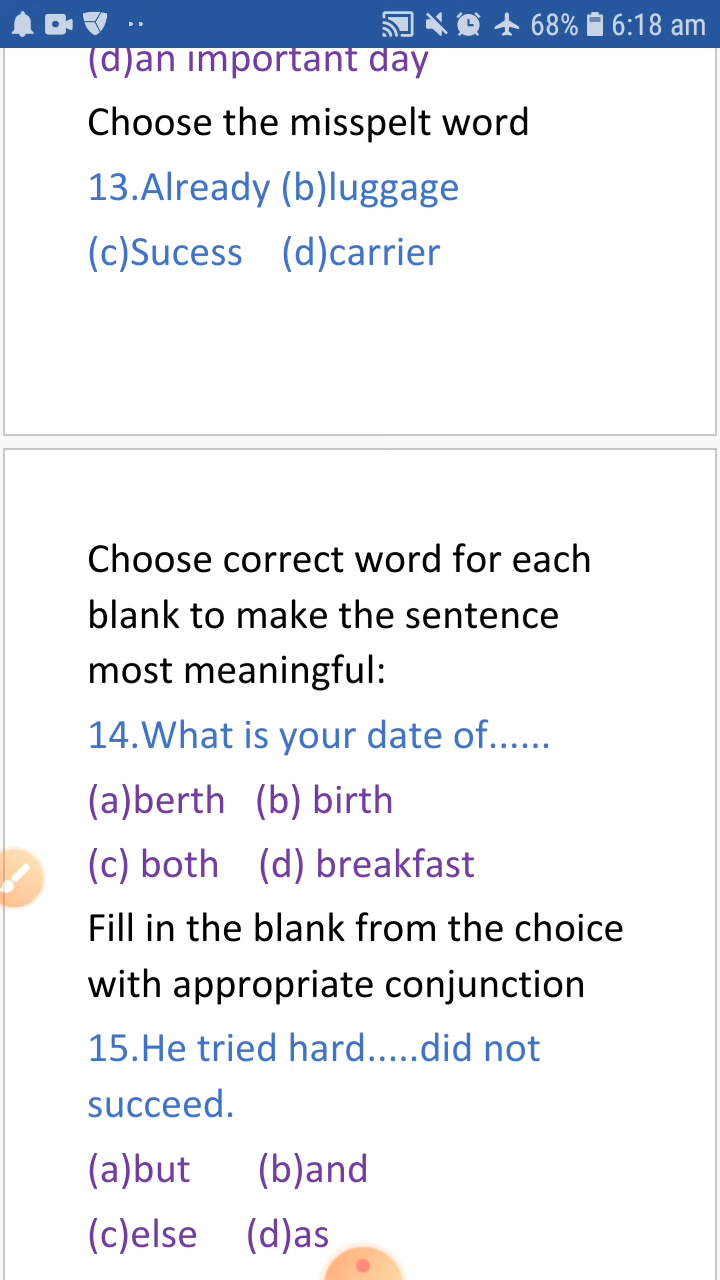 68% 6:18 am
(d)an important day
Choose the misspelt word
13.Already (b)luggage
(c)Sucess (d)carrier
Choose correct word for each
blank to make the sentence
most meaningful:
14.What is your date of......
(a)berth (b) birth
(c) both (d) breakfast
Fill in the blank from the choice
with appropriate conjunction
15.He tried hard.....did not
succeed.
(a)but (b)and
(c)else (d)as